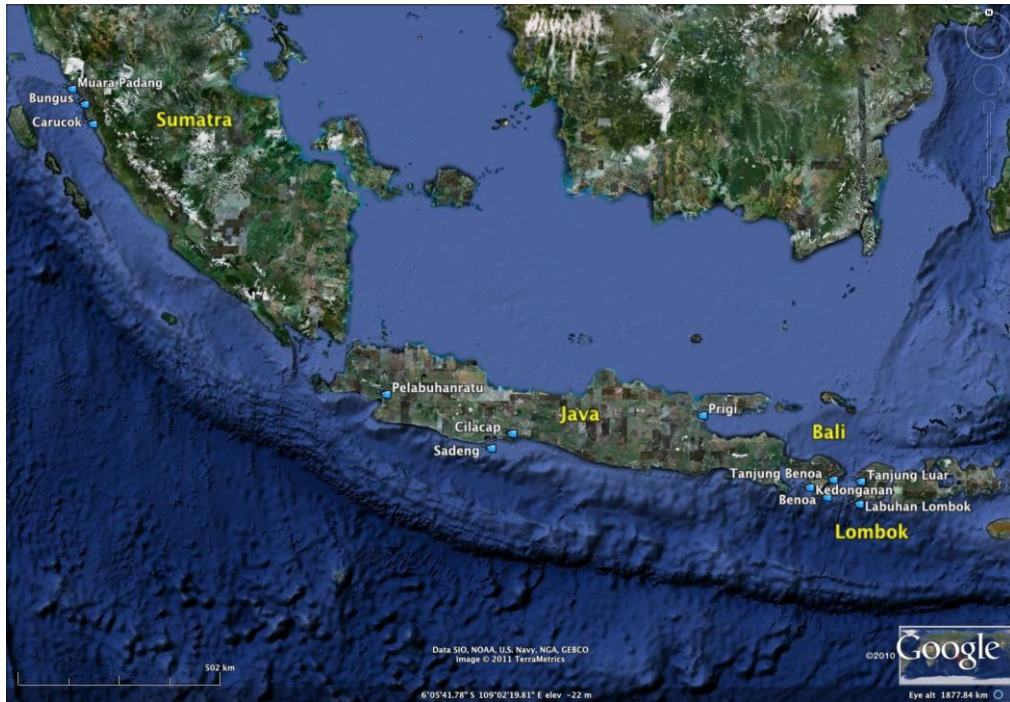 N
Muara Padang
Bungus
Carucok
Sumatra
Pelabuhanratu
Java
Prigi
Cilacap
Sadeng
Bali
Tanjung Benoa
Tanjung Luar
Kedonganan
Benoa
Labuhan Lombok
Lombok
Data SIO, NOAA, U.S. Navy, NGA, GEBCO
Image © 2011 TerraMetrics
©2010 Google
502 km
6°05'41.78" S 109°02'19.81" E elev -22 m
Eye alt 1877.84 km